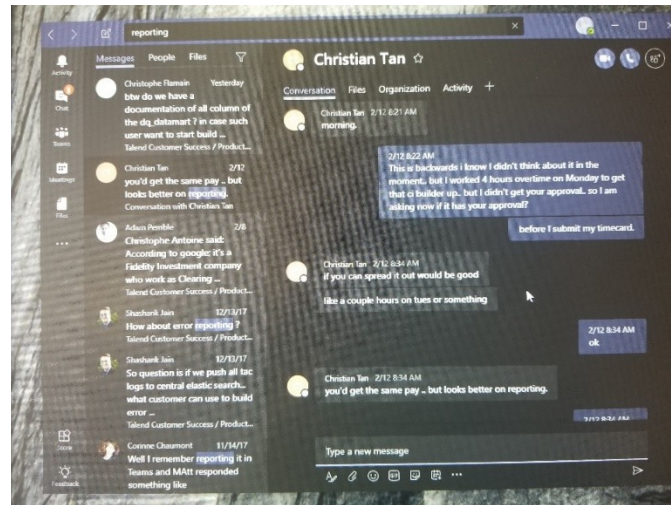 reporting
Activity
Chat
Teams
Meetings
Files
Store
Feedback
Messages People Files
Christophe Flamain Yesterday
btw do we have a
documentation of all column of
the dq_datamart ? in case such
user want to start build ...
Talend Customer Success / Product...
Christian Tan 2/12
you'd get the same pay .. but
looks better on reporting.
Conversation with Christian Tan
Adam Pemble 2/8
Christophe Antoine said:
According to google: it's a
Fidelity Investment company
who work as Clearing ...
Talend Customer Success / Product...
Shashank Jain 12/13/17
How about error reporting ?
Talend Customer Success / Product...
Shashank Jain 12/13/17
So question is if we push all tac
logs to central elastic search...
what customer can use to build
error ...
Talend Customer Success / Product...
Corinne Chaumont 11/14/17
Well I remember reporting it in
Teams and MAtt responded
something like
Christian Tan
Conversation Files Organization Activity
Christian Tan 2/12 8:21 AM
morning.
2/12 8:22 AM
This is backwards i know I didn't think about it in the
moment.. but I worked 4 hours overtime on Monday to get
that ci builder up.. but I didn't get your approval.. so I am
asking now if it has your approval?
before I submit my timecard.
Christian Tan 2/12 8:34 AM
if you can spread it out would be good
like a couple hours on tues or something
2/12 8:34 AM
ok
Christian Tan 2/12 8:34 AM
you'd get the same pay .. but looks better on reporting.
2/12 8:34 AM
Type a new message
GIF